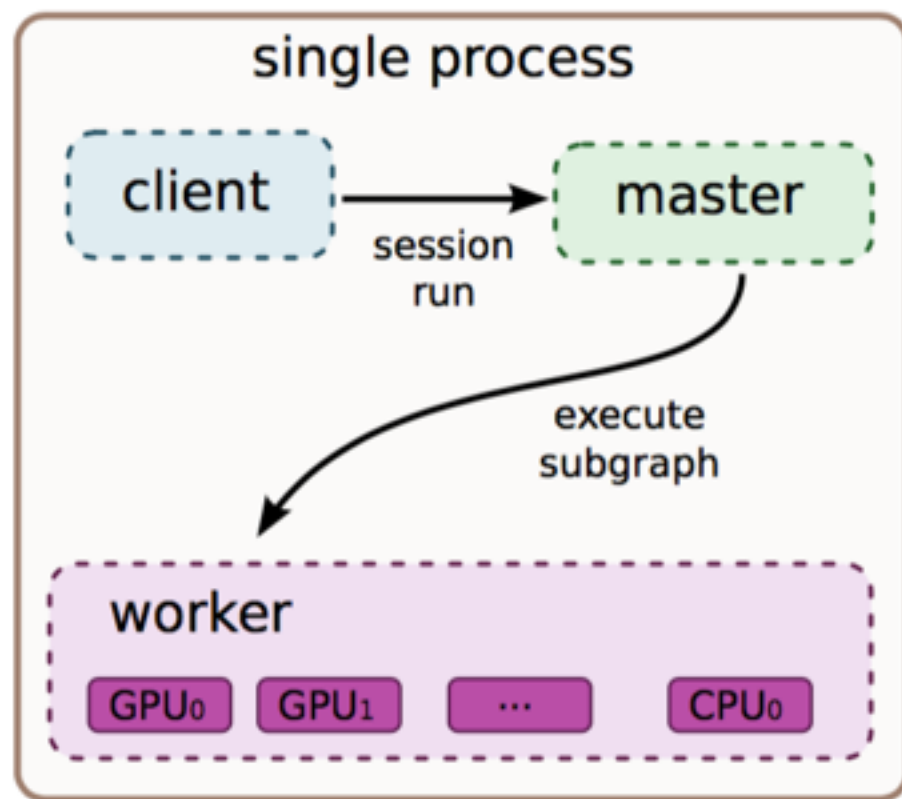 single process
client
master
session
run
execute
subgraph
worker
GPU₀
GPU₁
...
CPU₀